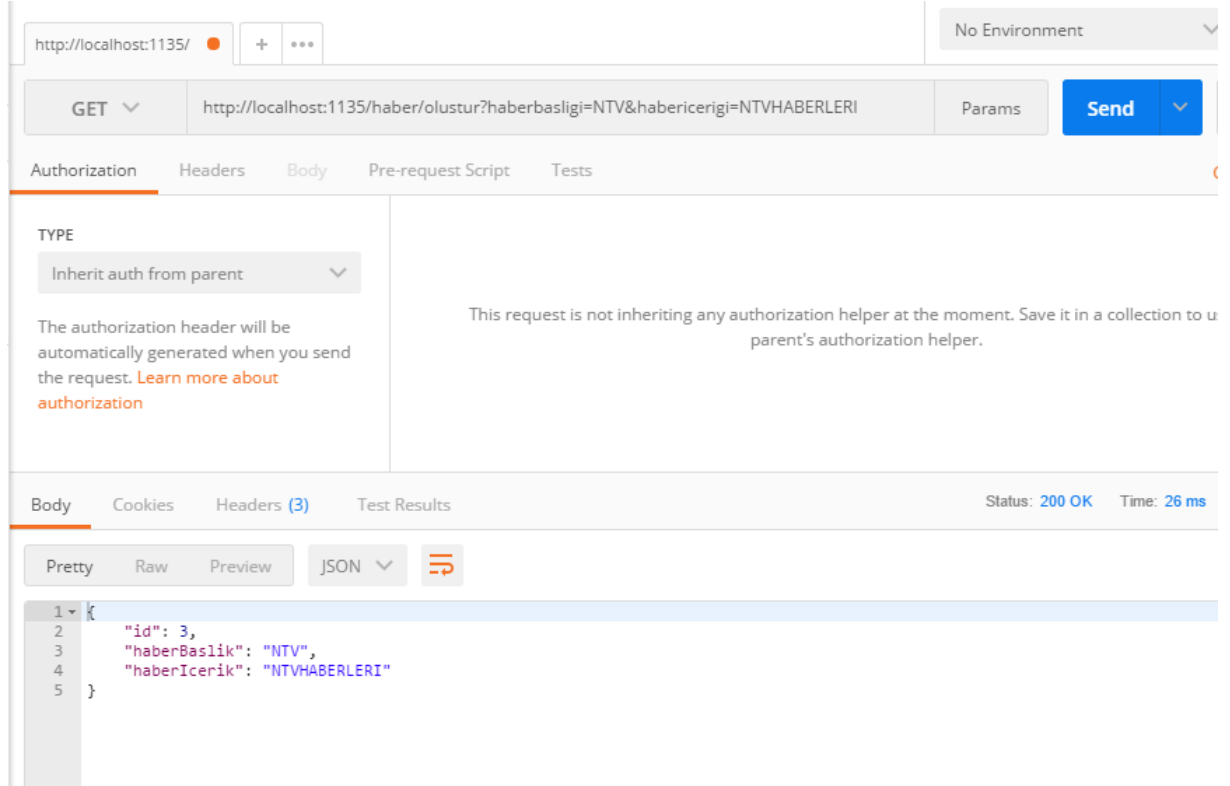 http://localhost:1135/
+
•••
No Environment
GET
http://localhost:1135/haber/olustur?haberbasligi=NTV&habericerigi=NTVHABERLERI
Params
Send
Authorization
Headers
Body
Pre-request Script
Tests
TYPE
Inherit auth from parent
The authorization header will be
automatically generated when you send
the request. Learn more about
authorization
This request is not inheriting any authorization helper at the moment. Save it in a collection to
parent's authorization helper.
Body
Cookies
Headers (3)
Test Results
Status: 200 OK
Time: 26 ms
Pretty
Raw
Preview
JSON
1 {
2 "id": 3,
3 "haberBaslik": "NTV",
4 "haberIcerik": "NTVHABERLERI"
5 }